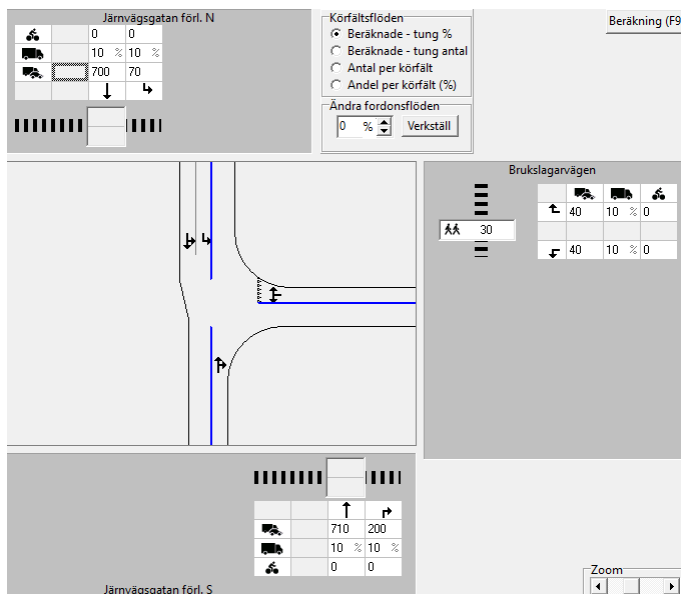 Järnvägsgatan förl. N
0 0
10 % 10 %
700 70
Körfältsflöden
Beräknade - tung %
Beräknade - tung antal
Antal per körfält
Andel per körfält (%)
Ändra fordonsflöden
0 % Verkställ
Beräkning (F9
Brukslagarvägen
40 10 % 0
30
40 10 % 0
710 200
10 % 10 %
0 0
Järnvägsgatan förl. S
Zoom